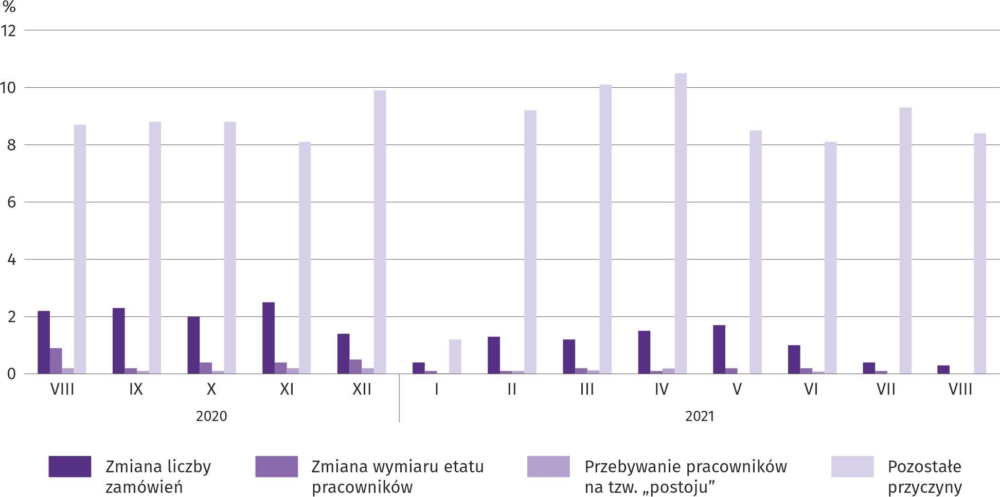 %
12
10
8
6
4
2
0
VIII IX X XI XII I II III IV V VI VII VIII
2020 2021
Zmiana liczby
zamówień
Zmiana wymiaru etatu
pracowników
Przebywanie pracowników
na tzw. „postoju”
Pozostałe
przyczyny